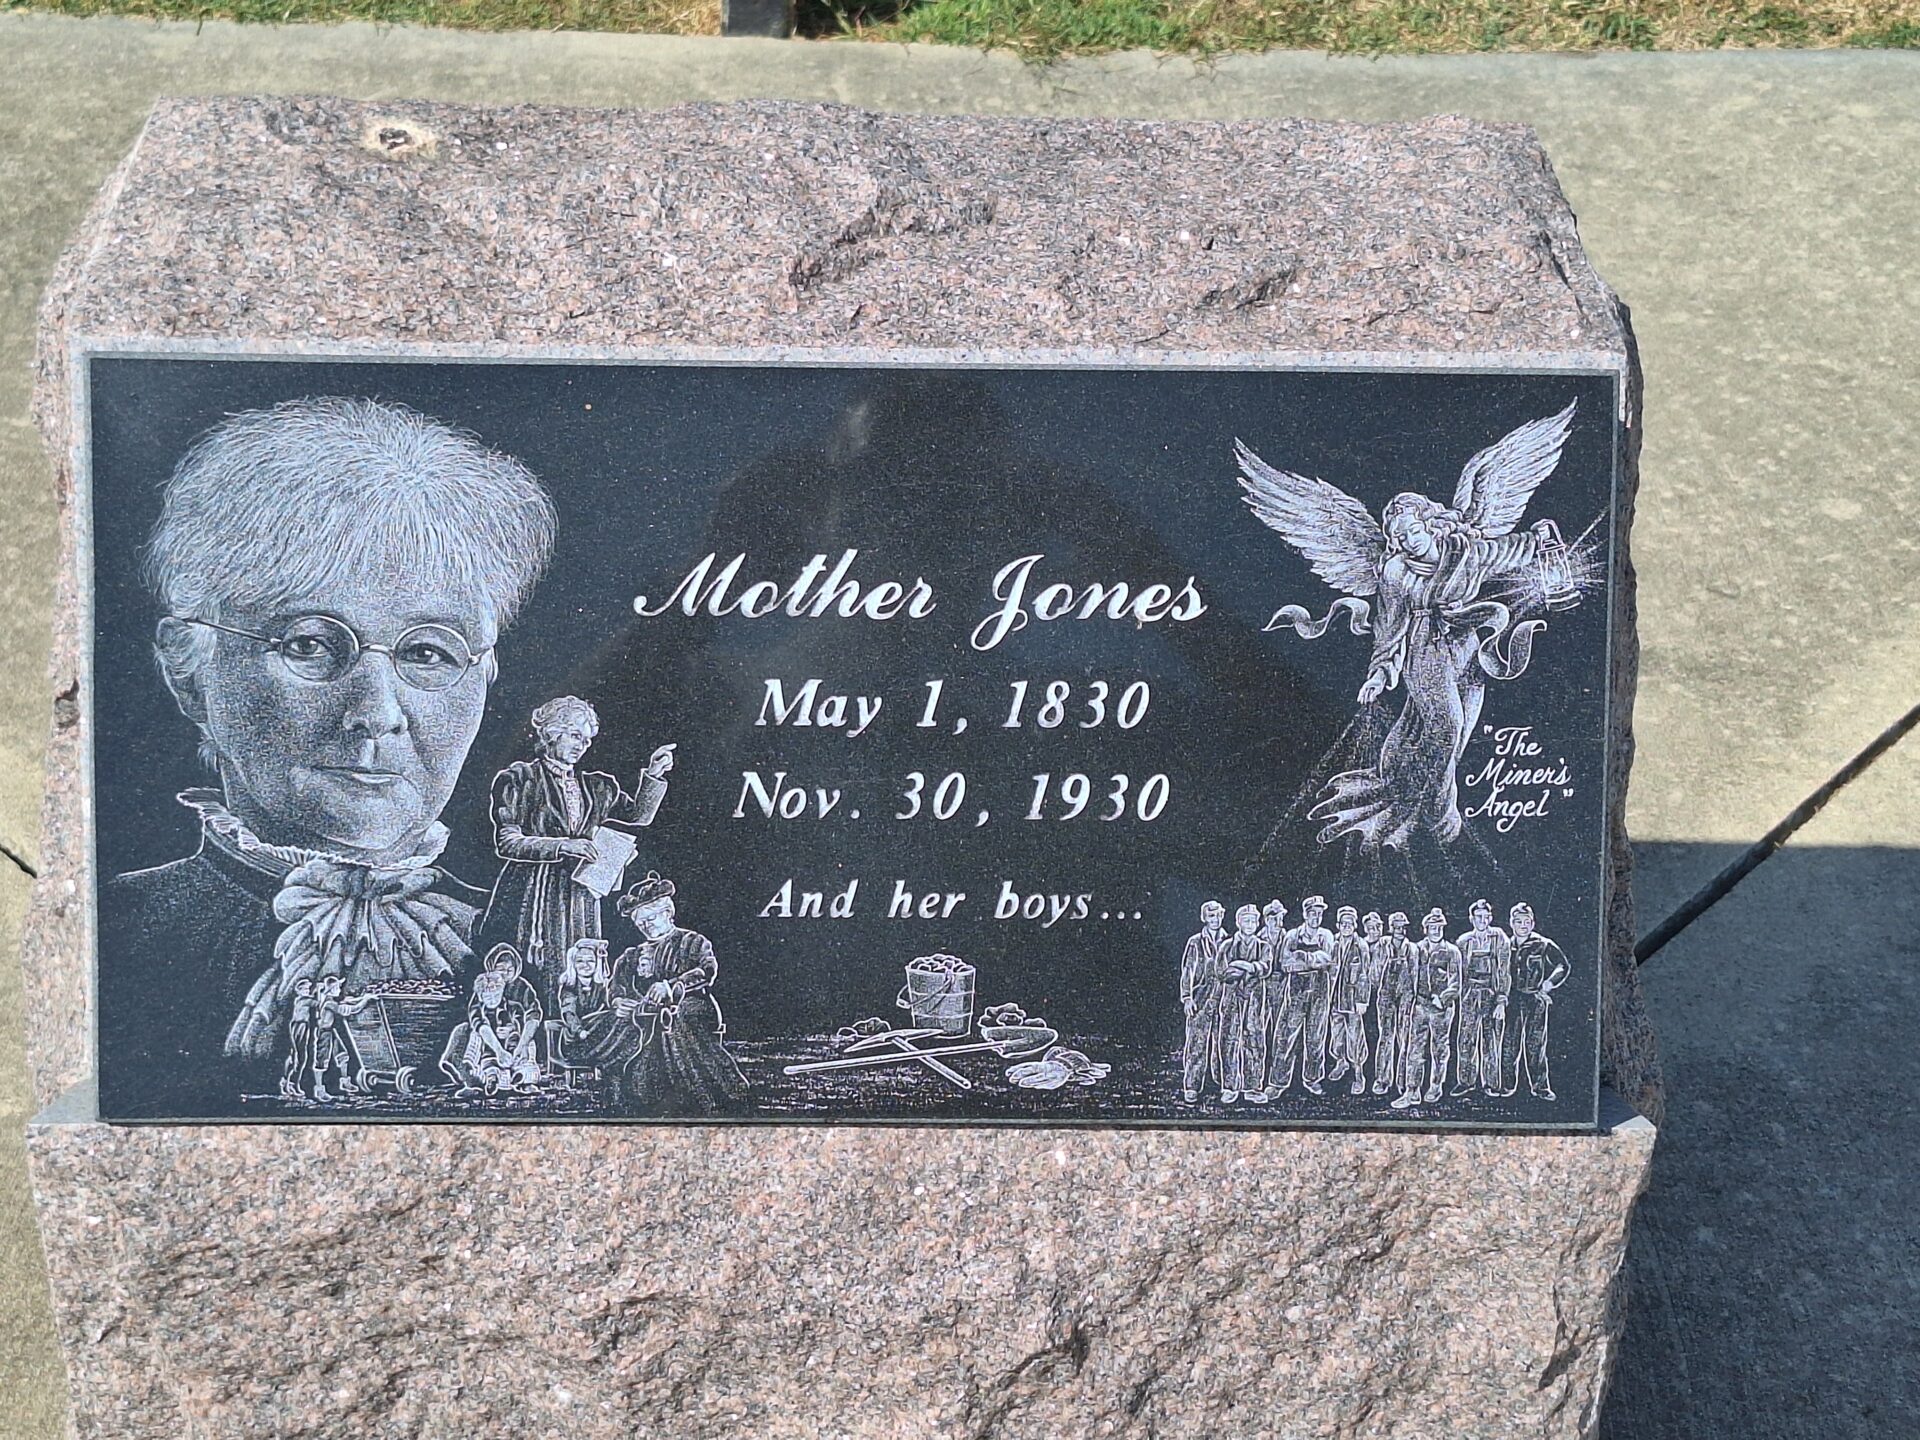 Mother Jones
May 1, 1830
Nov. 30, 1930
And her boys...
"The
Miner's
Angel"